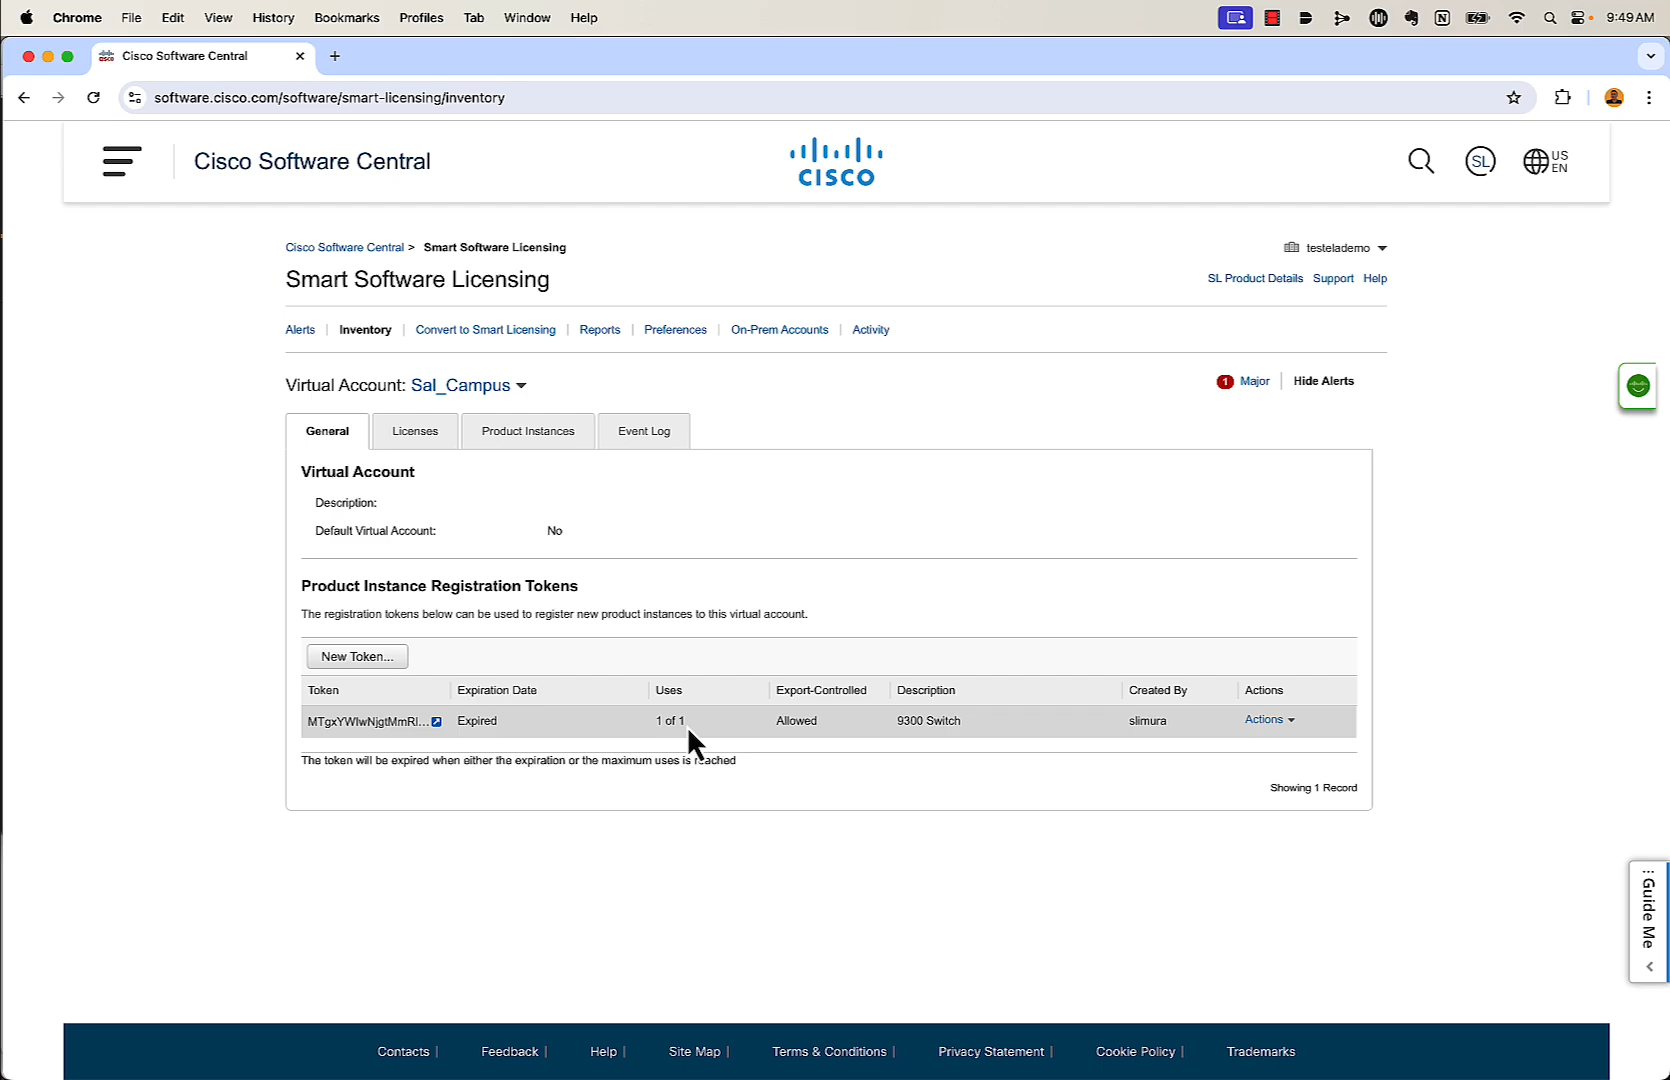 Chrome File Edit View History Bookmarks Profiles Tab Window Help 9:49 AM
Cisco Software Central
software.cisco.com/software/smart-licensing/inventory
Cisco Software Central
CISCO
SL
US
EN
Cisco Software Central > Smart Software Licensing
testelademo
Smart Software Licensing
SL Product Details Support Help
Alerts | Inventory | Convert to Smart Licensing | Reports | Preferences | On-Prem Accounts | Activity
Virtual Account: Sal_Campus
1 Major | Hide Alerts
General Licenses Product Instances Event Log
Virtual Account
Description:
Default Virtual Account: No
Product Instance Registration Tokens
The registration tokens below can be used to register new product instances to this virtual account.
New Token...
Token Expiration Date Uses Export-Controlled Description Created By Actions
MTgxYWIwNjgtMmRl... Expired 1 of 1 Allowed 9300 Switch slimura Actions
The token will be expired when either the expiration or the maximum uses is reached
Showing 1 Record
Guide Me
Contacts | Feedback | Help | Site Map | Terms & Conditions | Privacy Statement | Cookie Policy | Trademarks